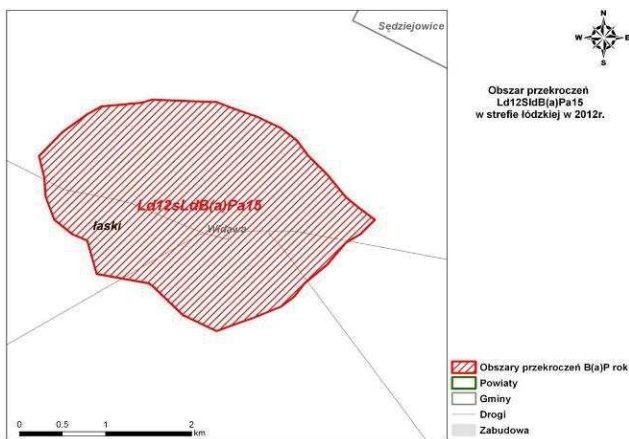 Sędziejowice
N
W E
S
Obszar przekroczeń
Ld12SldB(a)Pa15
w strefie łódzkiej w 2012r.
Ld12sLdB(a)Pa15
łaski
Widawa
Obszary przekroczeń B(a)P rok
Powiaty
Gminy
Drogi
Zabudowa
0 0.5 1 2
km